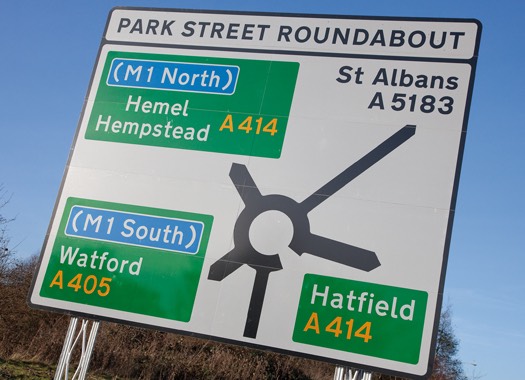 PARK STREET ROUNDABOUT
(M1 North)
Hemel
Hempstead A414
St Albans
A5183
(M1 South)
Watford
A405
Hatfield
A414